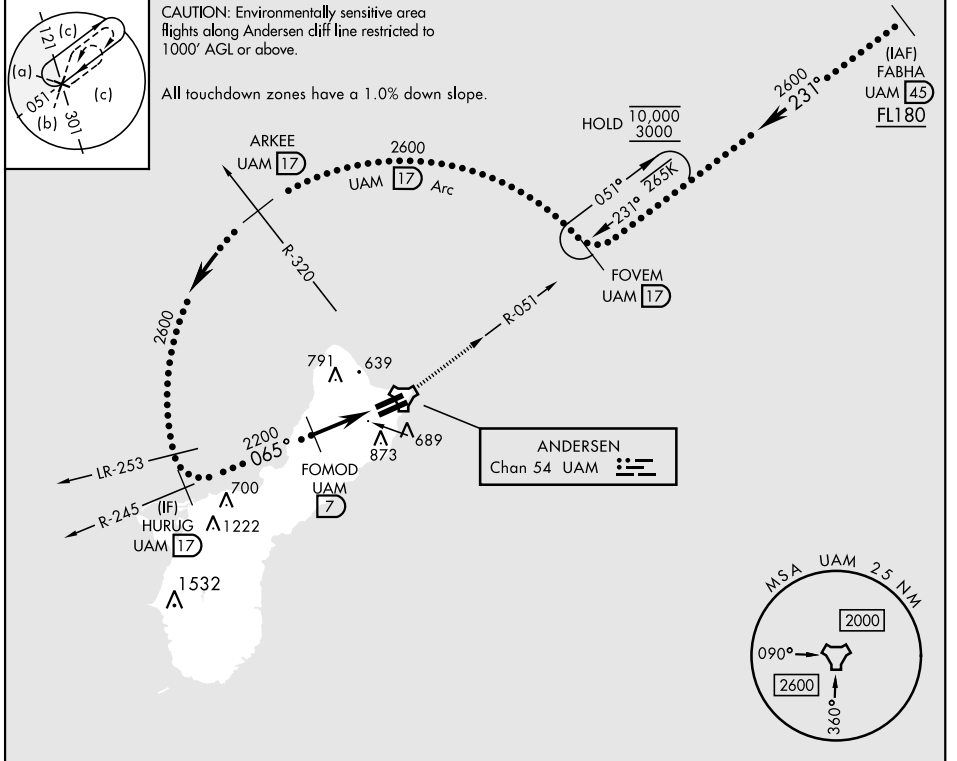 CAUTION: Environmentally sensitive area
flights along Andersen cliff line restricted to
1000' AGL or above.
All touchdown zones have a 1.0% down slope.
121
(c)
(a)
(c)
051
(b)
301
(IAF)
FABHA
UAM 45
FL180
2600
231°
HOLD 10,000
3000
051°
265K
231°
ARKEE
UAM 17
2600
UAM 17 Arc
FOVEM
UAM 17
R-320
R-051
2600
791
639
689
873
ANDERSEN
Chan 54 UAM
2200
065°
FOMOD
UAM
7
LR-253
R-245
(IF)
HURUG
UAM 17
700
1222
1532
MSA UAM 25 NM
2000
090°
2600
360°